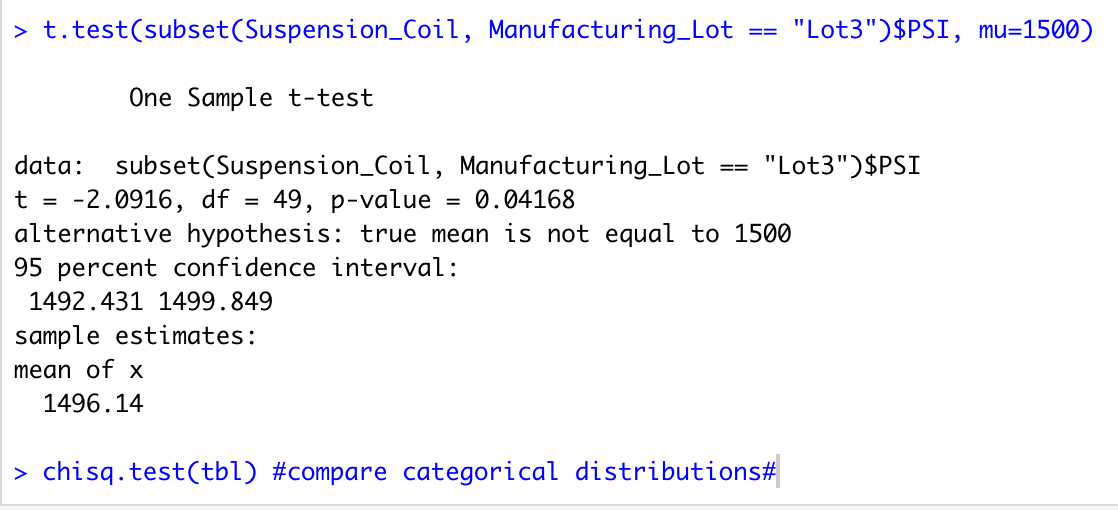 > t.test(subset(Suspension_Coil, Manufacturing_Lot == "Lot3")$PSI, mu=1500)
One Sample t-test
data:  subset(Suspension_Coil, Manufacturing_Lot == "Lot3")$PSI
t = -2.0916, df = 49, p-value = 0.04168
alternative hypothesis: true mean is not equal to 1500
95 percent confidence interval:
1492.431 1499.849
sample estimates:
mean of x
1496.14
> chisq.test(tbl) #compare categorical distributions#